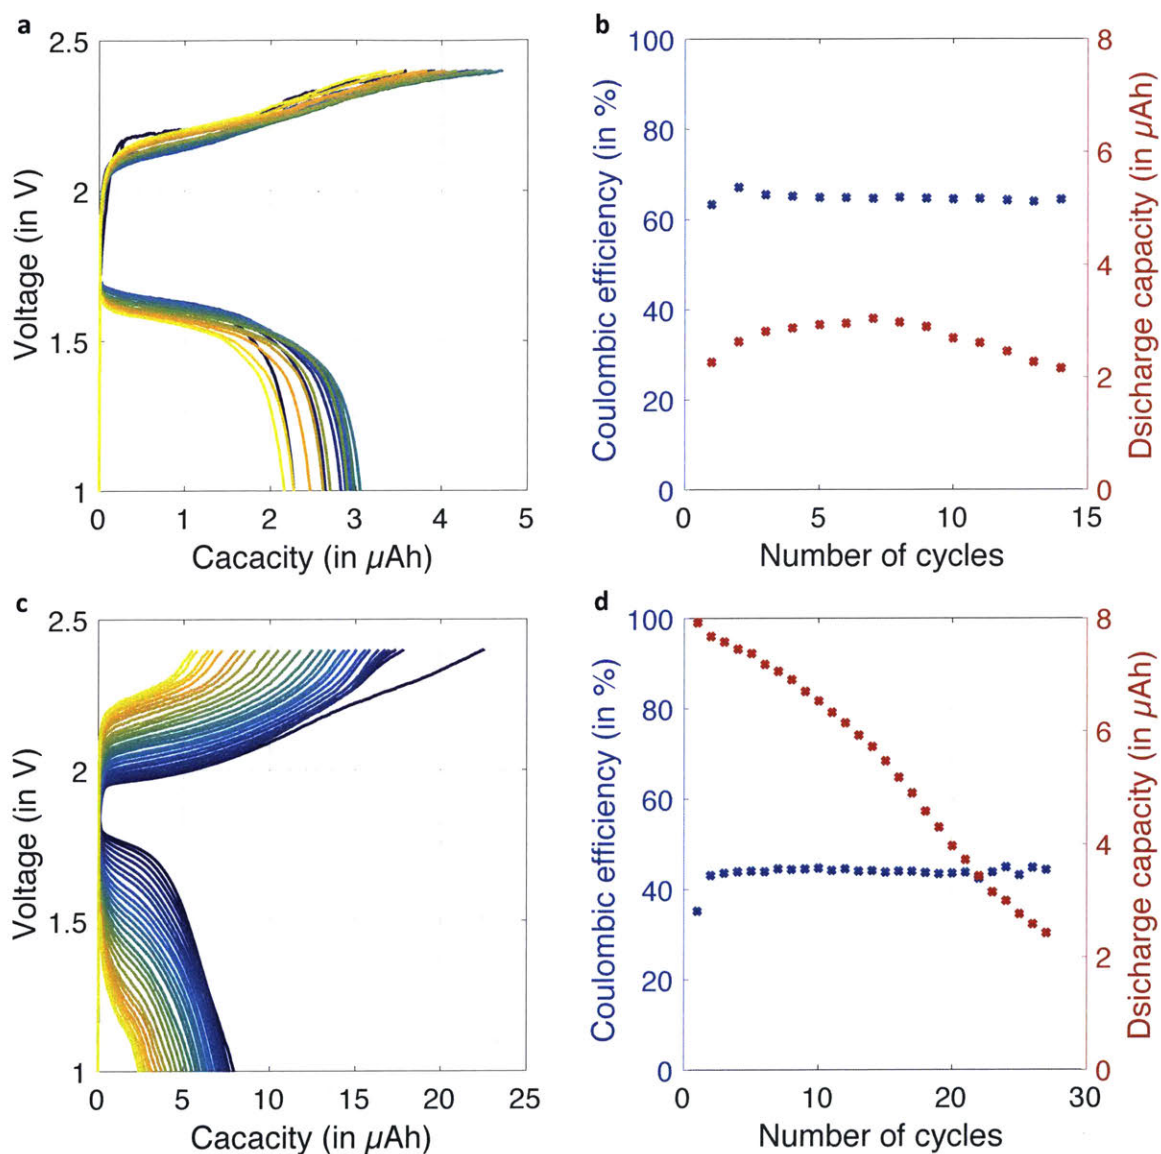 a
2.5
2
1.5
1
Voltage (in V)
0 1 2 3 4 5
Cacacity (in µAh)
b
100
80
60
40
20
0
Coulombic efficiency (in %)
8
6
4
2
0
Dsicharge capacity (in µAh)
0 5 10 15
Number of cycles
c
2.5
2
1.5
1
Voltage (in V)
0 5 10 15 20 25
Cacacity (in µAh)
d
100
80
60
40
20
0
Coulombic efficiency (in %)
8
6
4
2
0
Dsicharge capacity (in µAh)
0 10 20 30
Number of cycles